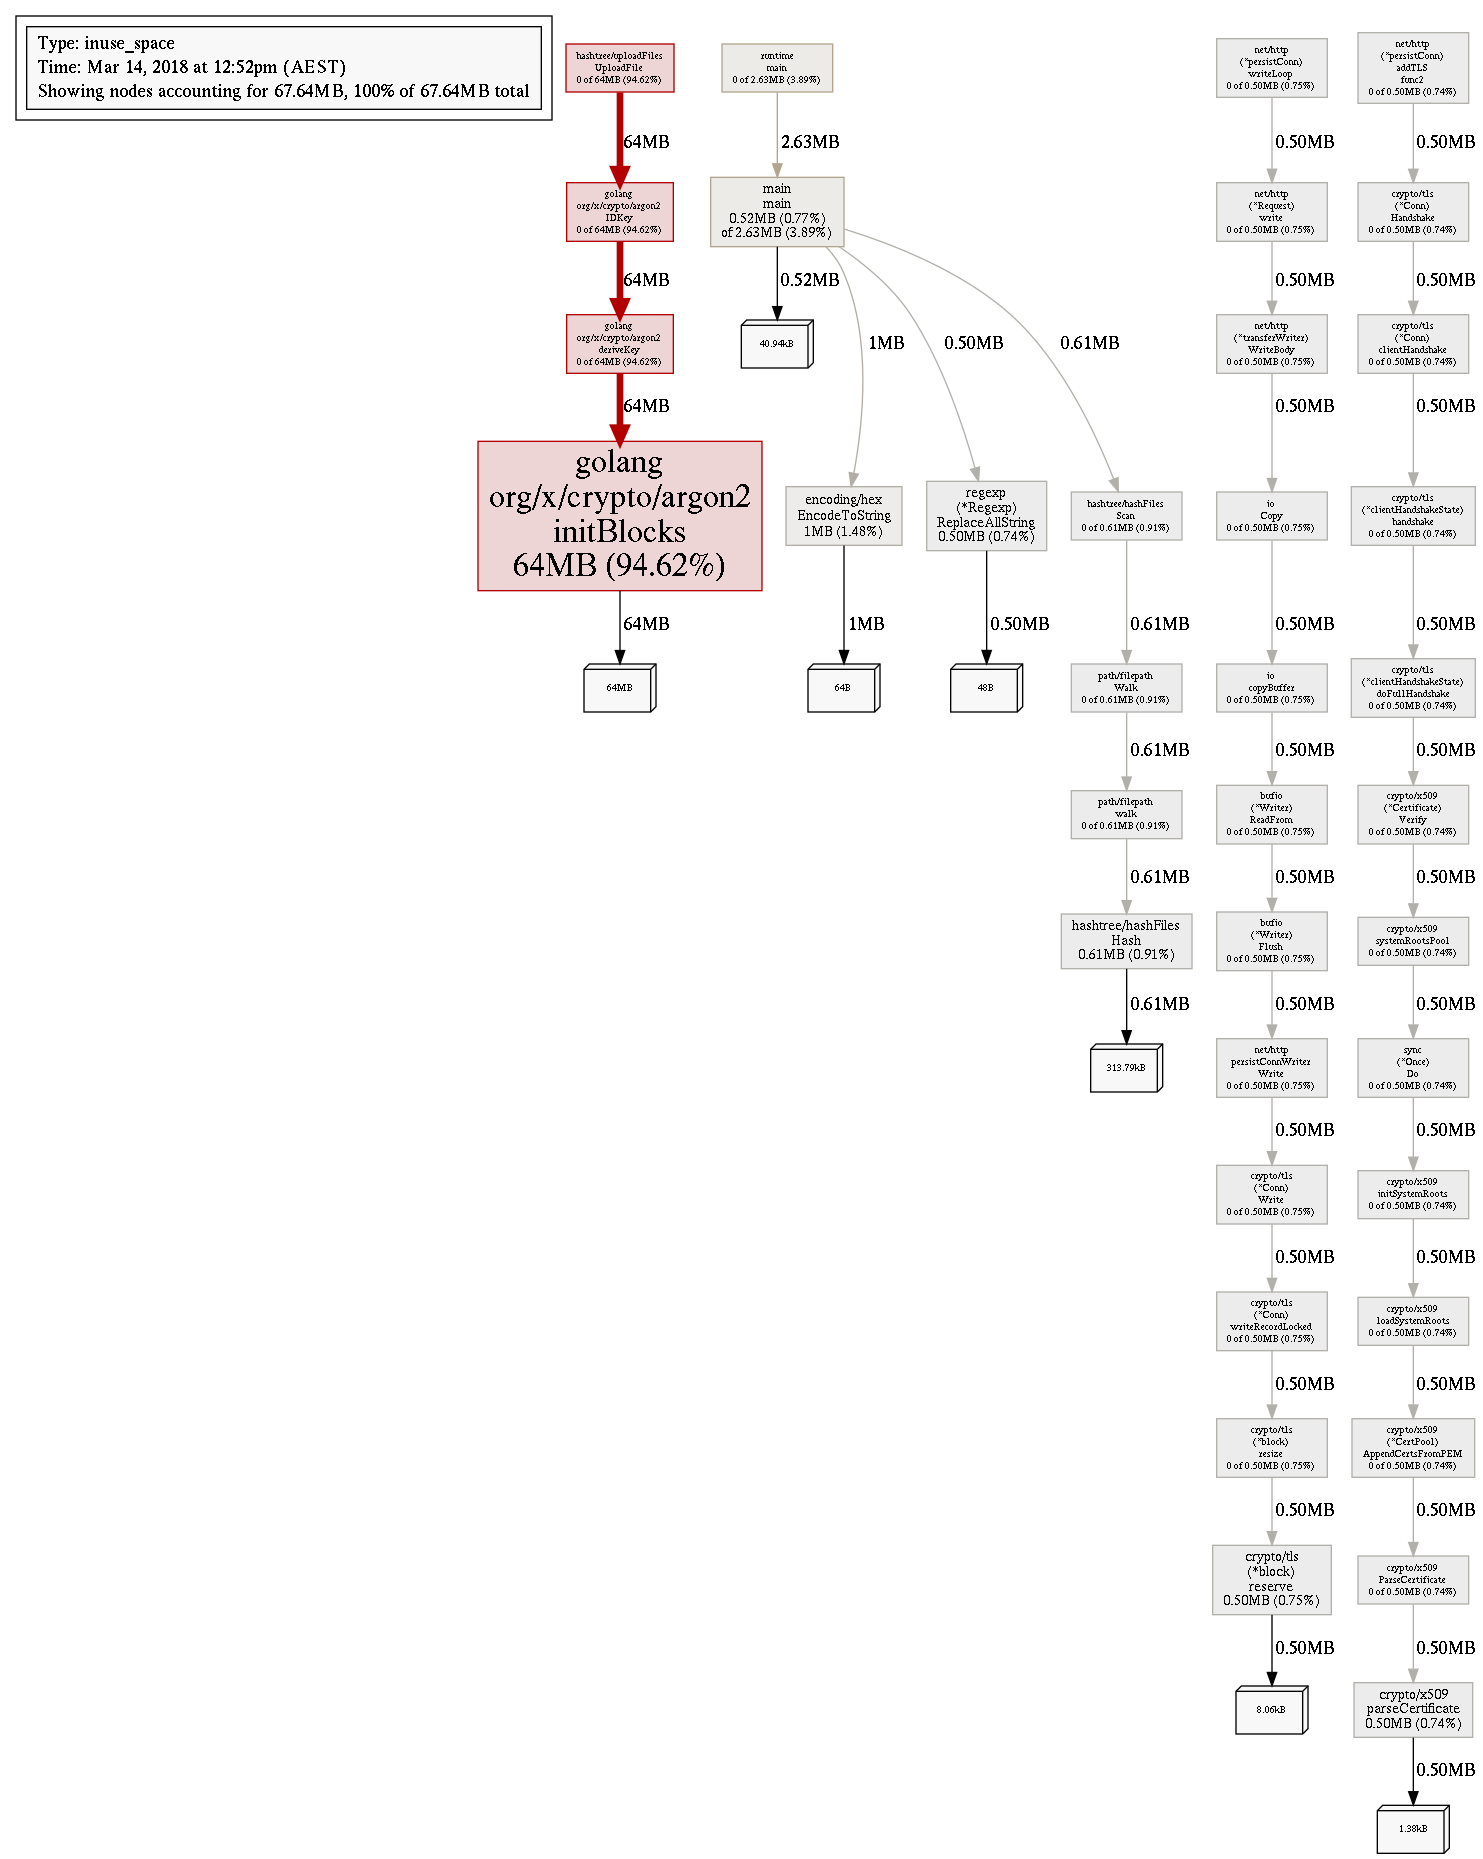 Type: inuse_space
Time: Mar 14, 2018 at 12:52pm (AEST)
Showing nodes accounting for 67.64MB, 100% of 67.64MB total
hashtree/uploadFiles
UploadFile
0 of 64MB (94.62%)
64MB
golang
org/x/crypto/argon2
IDKey
0 of 64MB (94.62%)
64MB
golang
org/x/crypto/argon2
deriveKey
0 of 64MB (94.62%)
64MB
golang
org/x/crypto/argon2
initBlocks
64MB (94.62%)
64MB
64MB
runtime
main
0 of 2.63MB (3.89%)
2.63MB
main
main
0.52MB (0.77%)
of 2.63MB (3.89%)
0.52MB
40.94kB
1MB
0.50MB
0.61MB
encoding/hex
EncodeToString
1MB (1.48%)
1MB
64B
regexp
(*Regexp)
ReplaceAllString
0.50MB (0.74%)
0.50MB
48B
hashtree/hashFiles
Scan
0 of 0.61MB (0.91%)
0.61MB
path/filepath
Walk
0 of 0.61MB (0.91%)
0.61MB
path/filepath
walk
0 of 0.61MB (0.91%)
0.61MB
hashtree/hashFiles
Hash
0.61MB (0.91%)
0.61MB
313.79kB
net/http
(*persistConn)
writeLoop
0 of 0.50MB (0.75%)
0.50MB
net/http
(*Request)
write
0 of 0.50MB (0.75%)
0.50MB
net/http
(*transferWriter)
WriteBody
0 of 0.50MB (0.75%)
0.50MB
io
Copy
0 of 0.50MB (0.75%)
0.50MB
io
copyBuffer
0 of 0.50MB (0.75%)
0.50MB
bufio
(*Writer)
ReadFrom
0 of 0.50MB (0.75%)
0.50MB
bufio
(*Writer)
Flush
0 of 0.50MB (0.75%)
0.50MB
net/http
persistConnWriter
Write
0 of 0.50MB (0.75%)
0.50MB
crypto/tls
(*Conn)
Write
0 of 0.50MB (0.75%)
0.50MB
crypto/tls
(*Conn)
writeRecordLocked
0 of 0.50MB (0.75%)
0.50MB
crypto/tls
(*block)
resize
0 of 0.50MB (0.75%)
0.50MB
crypto/tls
(*block)
reserve
0.50MB (0.75%)
0.50MB
8.06kB
net/http
(*persistConn)
addTLS
func2
0 of 0.50MB (0.74%)
0.50MB
crypto/tls
(*Conn)
Handshake
0 of 0.50MB (0.74%)
0.50MB
crypto/tls
(*Conn)
clientHandshake
0 of 0.50MB (0.74%)
0.50MB
crypto/tls
(*clientHandshakeState)
handshake
0 of 0.50MB (0.74%)
0.50MB
crypto/tls
(*clientHandshakeState)
doFullHandshake
0 of 0.50MB (0.74%)
0.50MB
crypto/x509
(*Certificate)
Verify
0 of 0.50MB (0.74%)
0.50MB
crypto/x509
systemRootsPool
0 of 0.50MB (0.74%)
0.50MB
sync
(*Once)
Do
0 of 0.50MB (0.74%)
0.50MB
crypto/x509
initSystemRoots
0 of 0.50MB (0.74%)
0.50MB
crypto/x509
loadSystemRoots
0 of 0.50MB (0.74%)
0.50MB
crypto/x509
(*CertPool)
AppendCertsFromPEM
0 of 0.50MB (0.74%)
0.50MB
crypto/x509
ParseCertificate
0 of 0.50MB (0.74%)
0.50MB
crypto/x509
parseCertificate
0.50MB (0.74%)
0.50MB
1.38kB